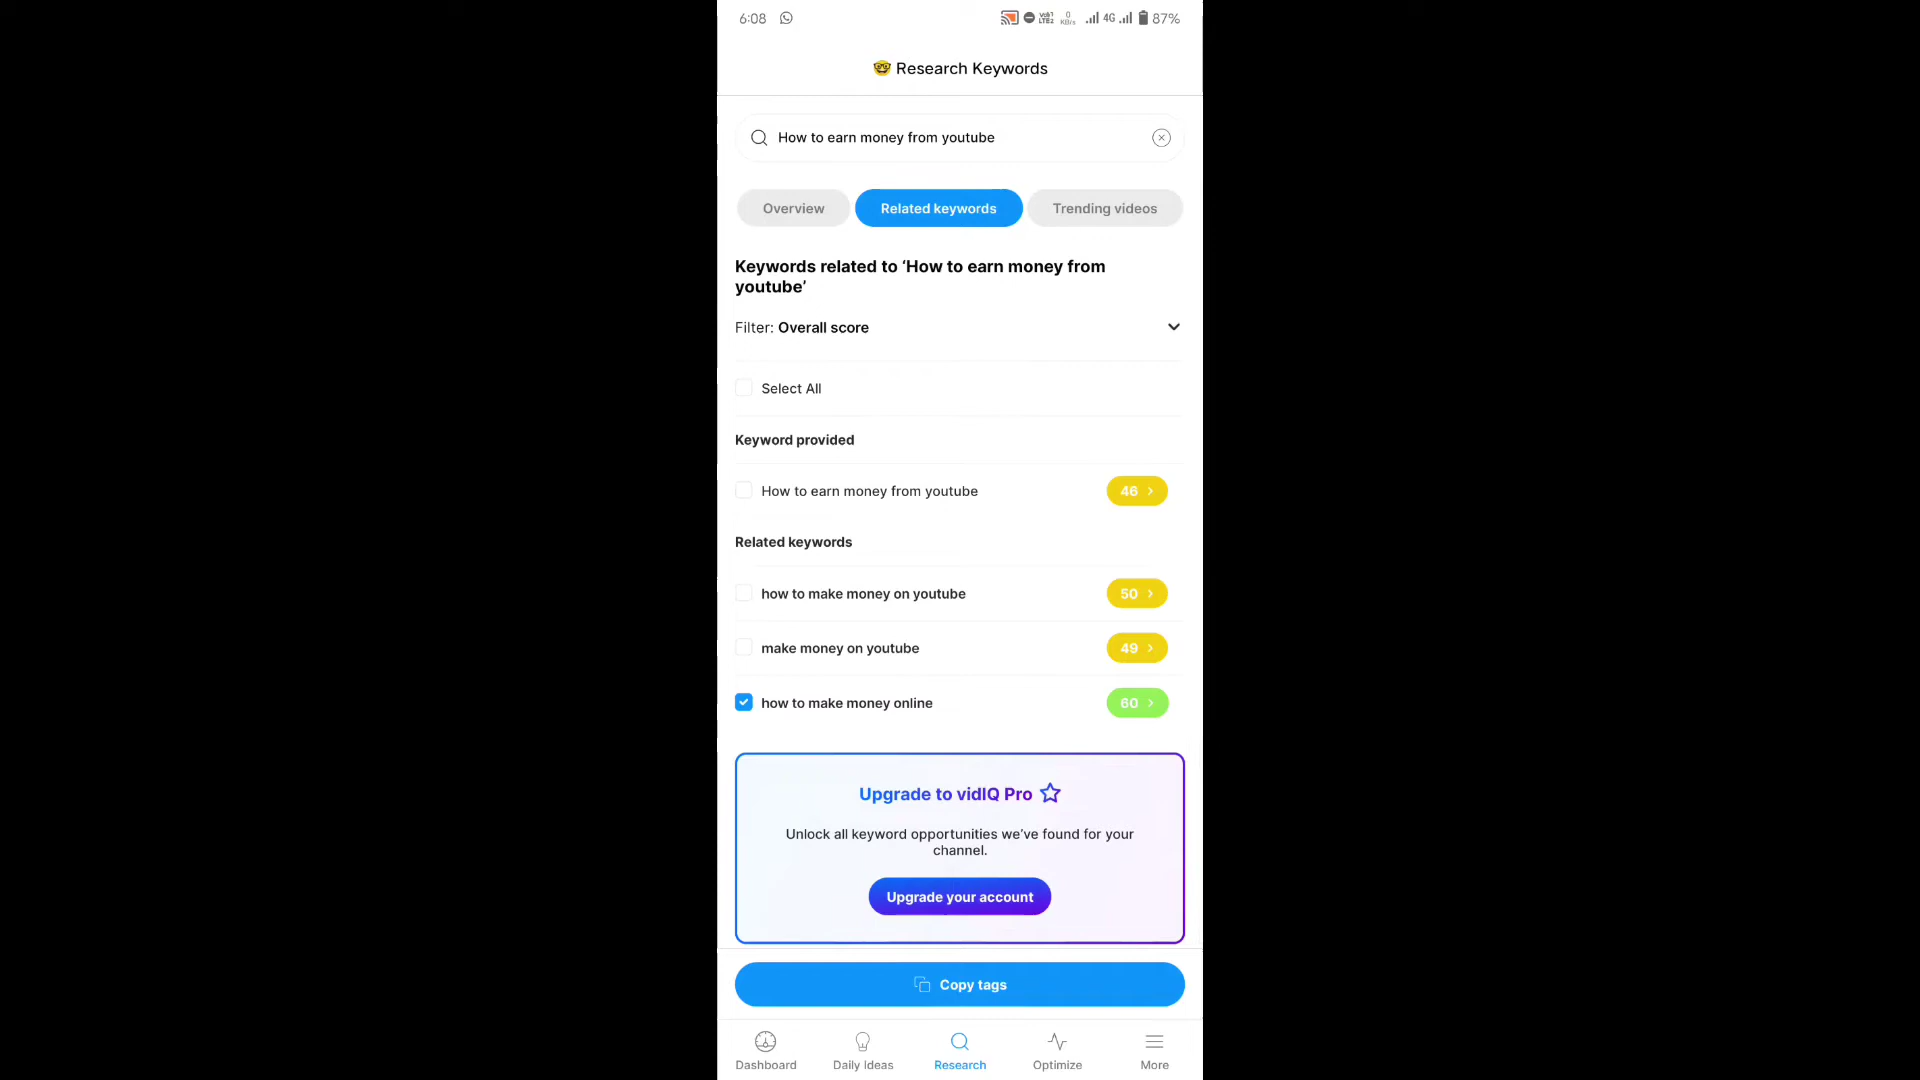 6:08
VoLTE2 0 KB/s 4G 87%
Research Keywords
How to earn money from youtube
Overview Related keywords Trending videos
Keywords related to ‘How to earn money from
youtube’
Filter: Overall score
Select All
Keyword provided
How to earn money from youtube 46
Related keywords
how to make money on youtube 50
make money on youtube 49
how to make money online 60
Upgrade to vidIQ Pro
Unlock all keyword opportunities we’ve found for your
channel.
Upgrade your account
Copy tags
Dashboard Daily Ideas Research Optimize More